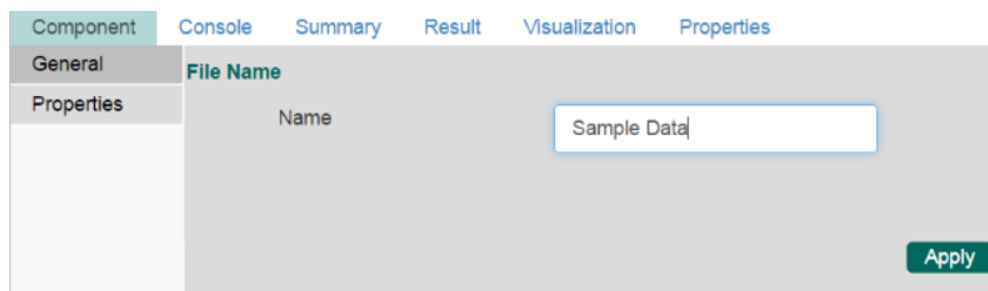 Component Console Summary Result Visualization Properties
General
File Name
Properties
Name
Sample Data
Apply